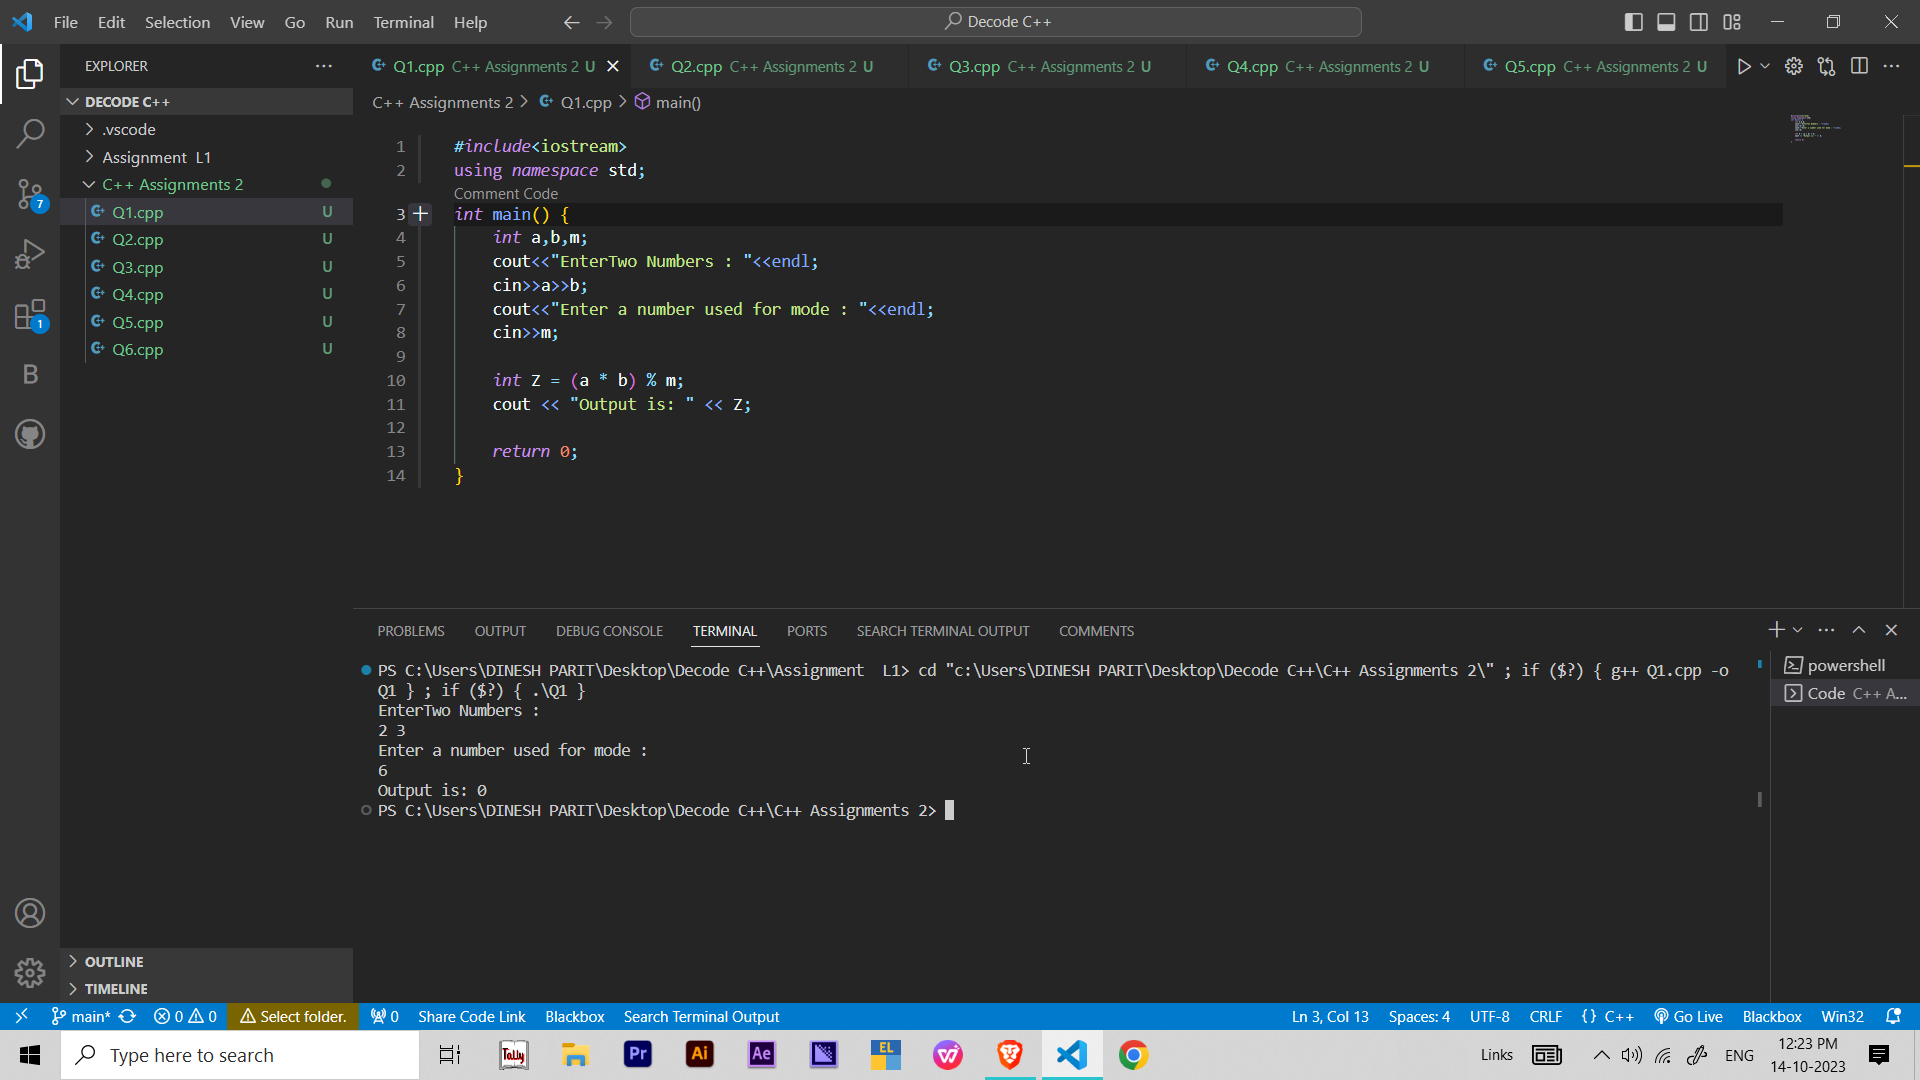 File Edit Selection View Go Run Terminal Help
Decode C++
EXPLORER
DECODE C++
.vscode
Assignment  L1
C++ Assignments 2
Q1.cpp U
Q2.cpp U
Q3.cpp U
Q4.cpp U
Q5.cpp U
Q6.cpp U
7
1
B
OUTLINE
TIMELINE
Q1.cpp C++ Assignments 2 U
Q2.cpp C++ Assignments 2 U
Q3.cpp C++ Assignments 2 U
Q4.cpp C++ Assignments 2 U
Q5.cpp C++ Assignments 2 U
C++ Assignments 2 > Q1.cpp > main()
1 #include<iostream>
2 using namespace std;
Comment Code
3 int main() {
4     int a,b,m;
5     cout<<"EnterTwo Numbers : "<<endl;
6     cin>>a>>b;
7     cout<<"Enter a number used for mode : "<<endl;
8     cin>>m;
9
10     int Z = (a * b) % m;
11     cout << "Output is: " << Z;
12
13     return 0;
14 }
PROBLEMS OUTPUT DEBUG CONSOLE TERMINAL PORTS SEARCH TERMINAL OUTPUT COMMENTS
PS C:\Users\DINESH PARIT\Desktop\Decode C++\Assignment  L1> cd "c:\Users\DINESH PARIT\Desktop\Decode C++\C++ Assignments 2\" ; if ($?) { g++ Q1.cpp -o
Q1 } ; if ($?) { .\Q1 }
EnterTwo Numbers :
2 3
Enter a number used for mode :
6
Output is: 0
PS C:\Users\DINESH PARIT\Desktop\Decode C++\C++ Assignments 2>
powershell
Code C++ A...
main* 0 0 Select folder. 0 Share Code Link Blackbox Search Terminal Output
Ln 3, Col 13 Spaces: 4 UTF-8 CRLF {} C++ Go Live Blackbox Win32
Type here to search
Tally
Pr
Ai
Ae
EL
Links
ENG
12:23 PM
14-10-2023